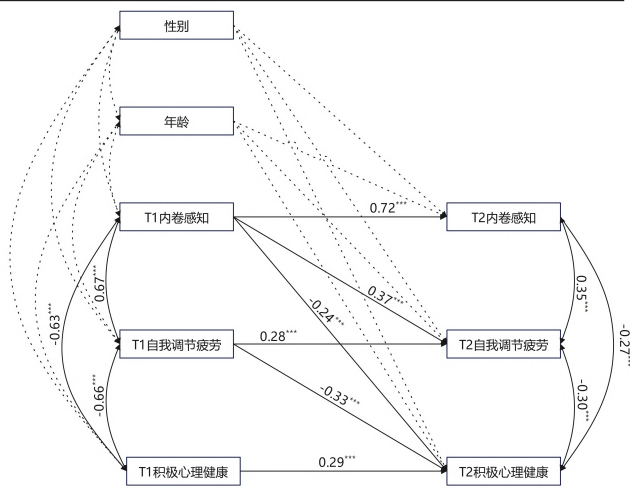 性别
年龄
T1内卷感知
0.72***
T2内卷感知
0.67***
0.37***
0.35***
-0.63***
-0.24***
-0.27***
T1自我调节疲劳
0.28***
T2自我调节疲劳
-0.66***
-0.33***
-0.30***
T1积极心理健康
0.29***
T2积极心理健康